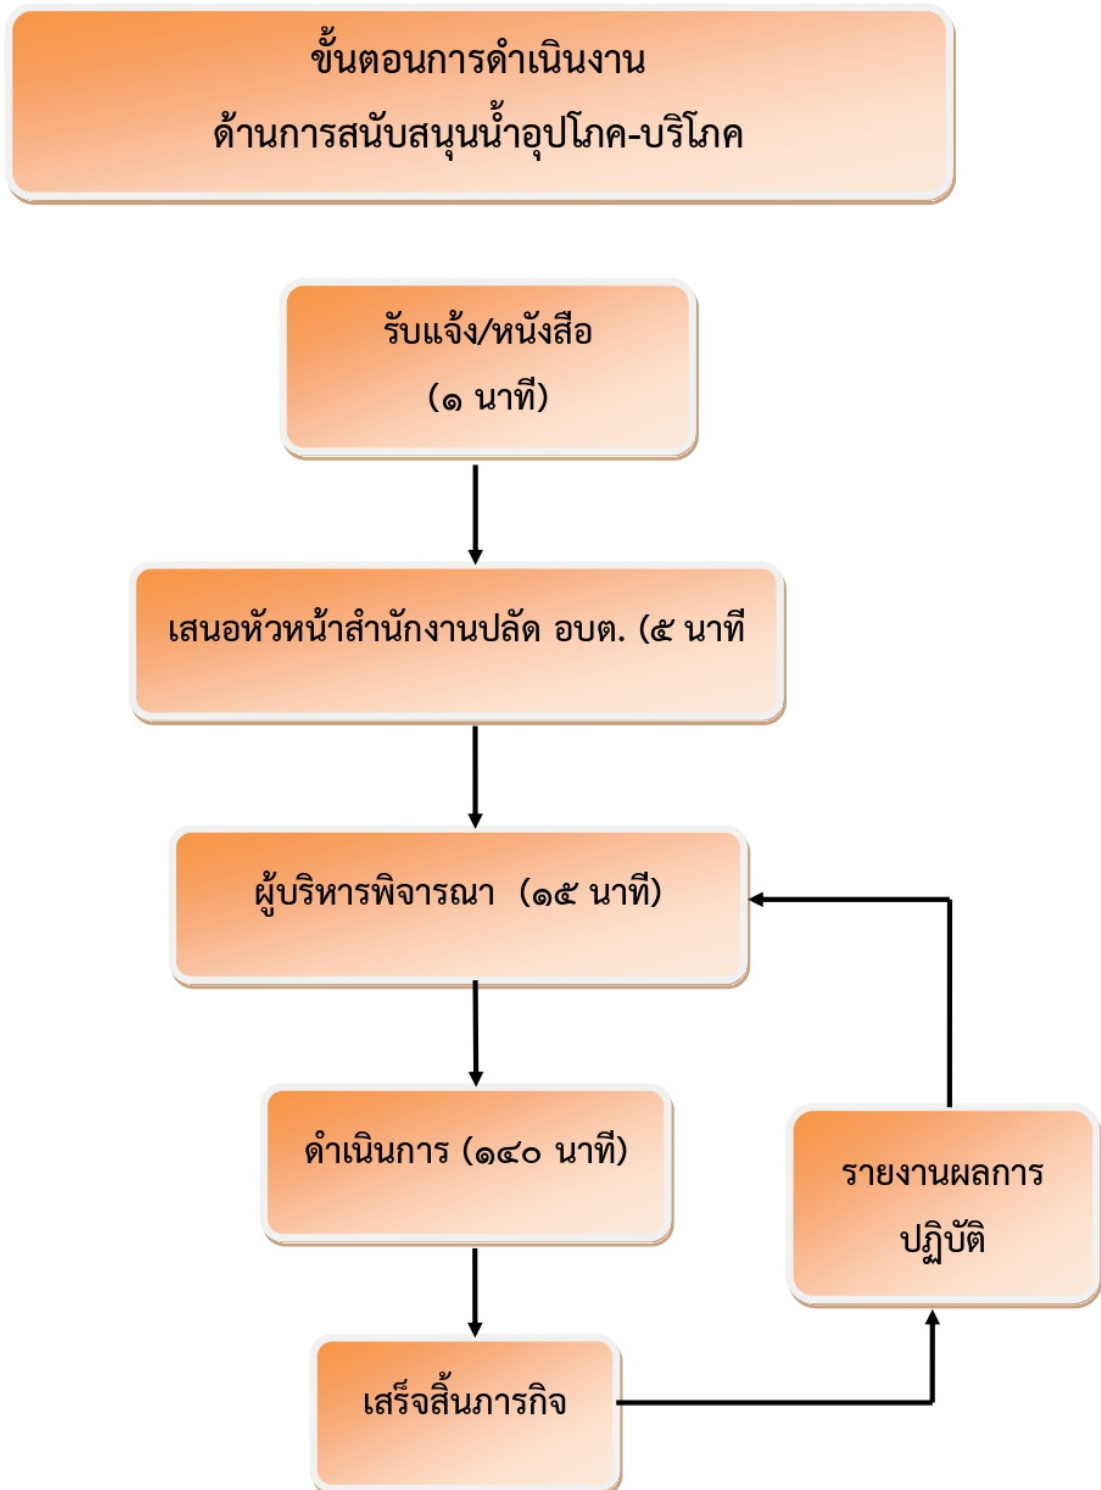 ขั้นตอนการดำเนินงาน
ด้านการสนับสนุนน้ำอุปโภค-บริโภค
รับแจ้ง/หนังสือ
(๑ นาที)
เสนอหัวหน้าสำนักงานปลัด อบต. (๕ นาที
ผู้บริหารพิจารณา (๑๕ นาที)
ดำเนินการ (๑๔๐ นาที)
รายงานผลการ
ปฏิบัติ
เสร็จสิ้นภารกิจ